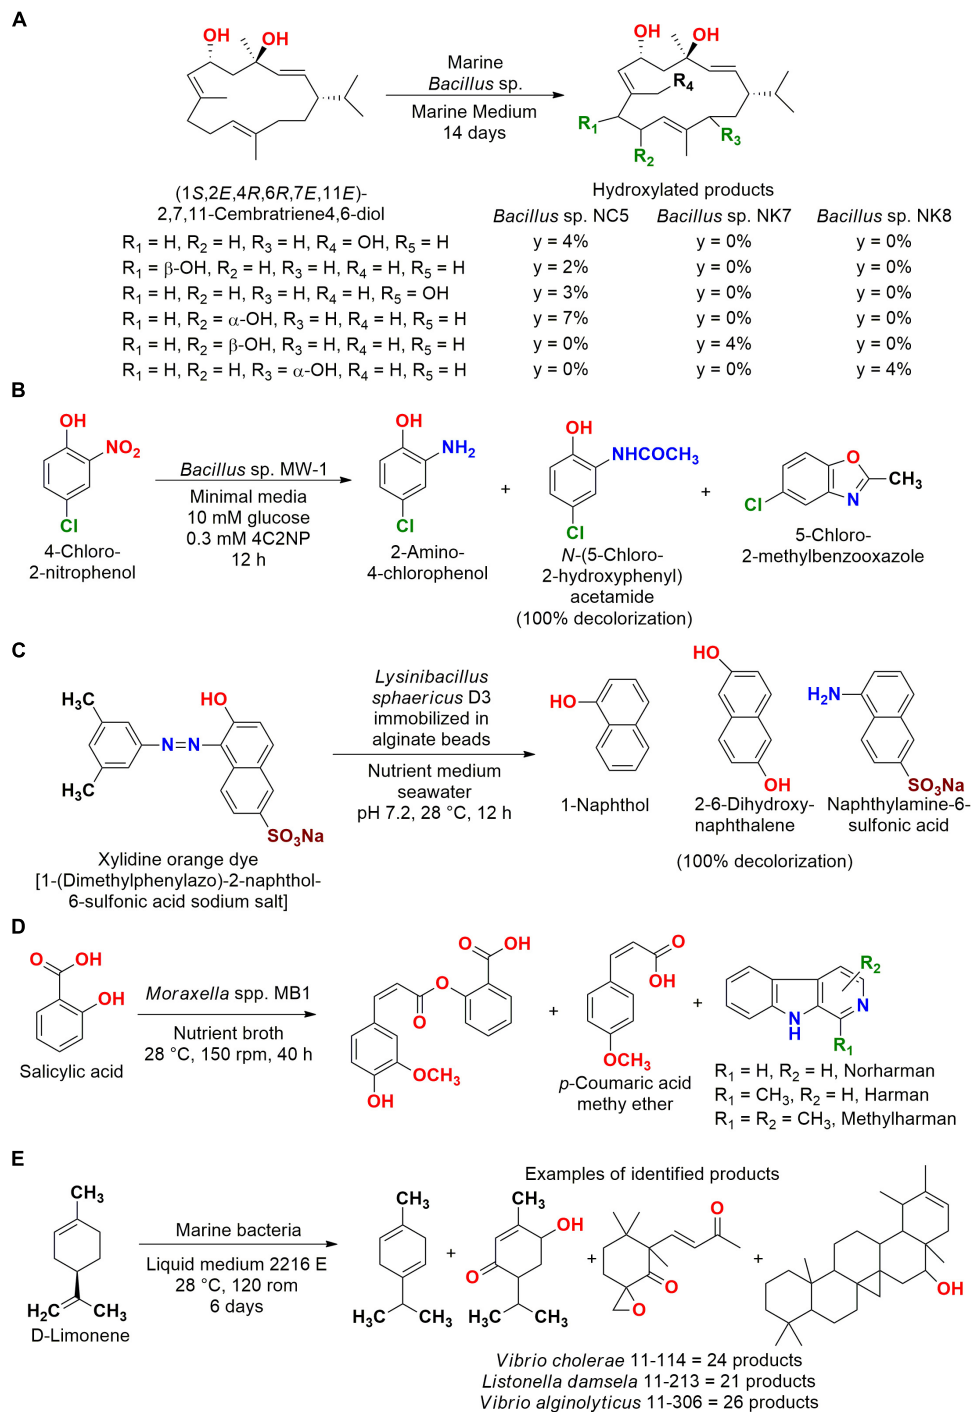 A
OH
OH
Marine
Bacillus sp.
Marine Medium
14 days
OH
OH
R4
R1
R2
R3
(1S,2E,4R,6R,7E,11E)-
2,7,11-Cembratriene4,6-diol
Hydroxylated products
Bacillus sp. NC5 Bacillus sp. NK7 Bacillus sp. NK8
R1 = H, R2 = H, R3 = H, R4 = OH, R5 = H y = 4% y = 0% y = 0%
R1 = β-OH, R2 = H, R3 = H, R4 = H, R5 = H y = 2% y = 0% y = 0%
R1 = H, R2 = H, R3 = H, R4 = H, R5 = OH y = 3% y = 0% y = 0%
R1 = H, R2 = α-OH, R3 = H, R4 = H, R5 = H y = 7% y = 0% y = 0%
R1 = H, R2 = β-OH, R3 = H, R4 = H, R5 = H y = 0% y = 4% y = 0%
R1 = H, R2 = H, R3 = α-OH, R4 = H, R5 = H y = 0% y = 0% y = 4%
B
OH
NO2
Cl
4-Chloro-
2-nitrophenol
Bacillus sp. MW-1
Minimal media
10 mM glucose
0.3 mM 4C2NP
12 h
OH
NH2
Cl
2-Amino-
4-chlorophenol
+
OH
NHCOCH3
Cl
N-(5-Chloro-
2-hydroxyphenyl)
acetamide
(100% decolorization)
+
O
N
CH3
Cl
5-Chloro-
2-methylbenzooxazole
C
H3C
H3C
N=N
HO
SO3Na
Xylidine orange dye
[1-(Dimethylphenylazo)-2-naphthol-
6-sulfonic acid sodium salt]
Lysinibacillus
sphaericus D3
immobilized in
alginate beads
Nutrient medium
seawater
pH 7.2, 28 °C, 12 h
HO
1-Naphthol
HO
OH
2-6-Dihydroxy-
naphthalene
H2N
SO3Na
Naphthylamine-6-
sulfonic acid
(100% decolorization)
D
O
OH
OH
Salicylic acid
Moraxella spp. MB1
Nutrient broth
28 °C, 150 rpm, 40 h
O
OH
O
O
OCH3
OH
+
O
OH
OCH3
p-Coumaric acid
methy ether
+
R2
N
NH
R1
R1 = H, R2 = H, Norharman
R1 = CH3, R2 = H, Harman
R1 = R2 = CH3, Methylharman
E
CH3
H2C
CH3
D-Limonene
Marine bacteria
Liquid medium 2216 E
28 °C, 120 rom
6 days
Examples of identified products
CH3
H3C
CH3
+
CH3
OH
O
H3C
CH3
+
O
O
O
+
OH
Vibrio cholerae 11-114 = 24 products
Listonella damsela 11-213 = 21 products
Vibrio alginolyticus 11-306 = 26 products